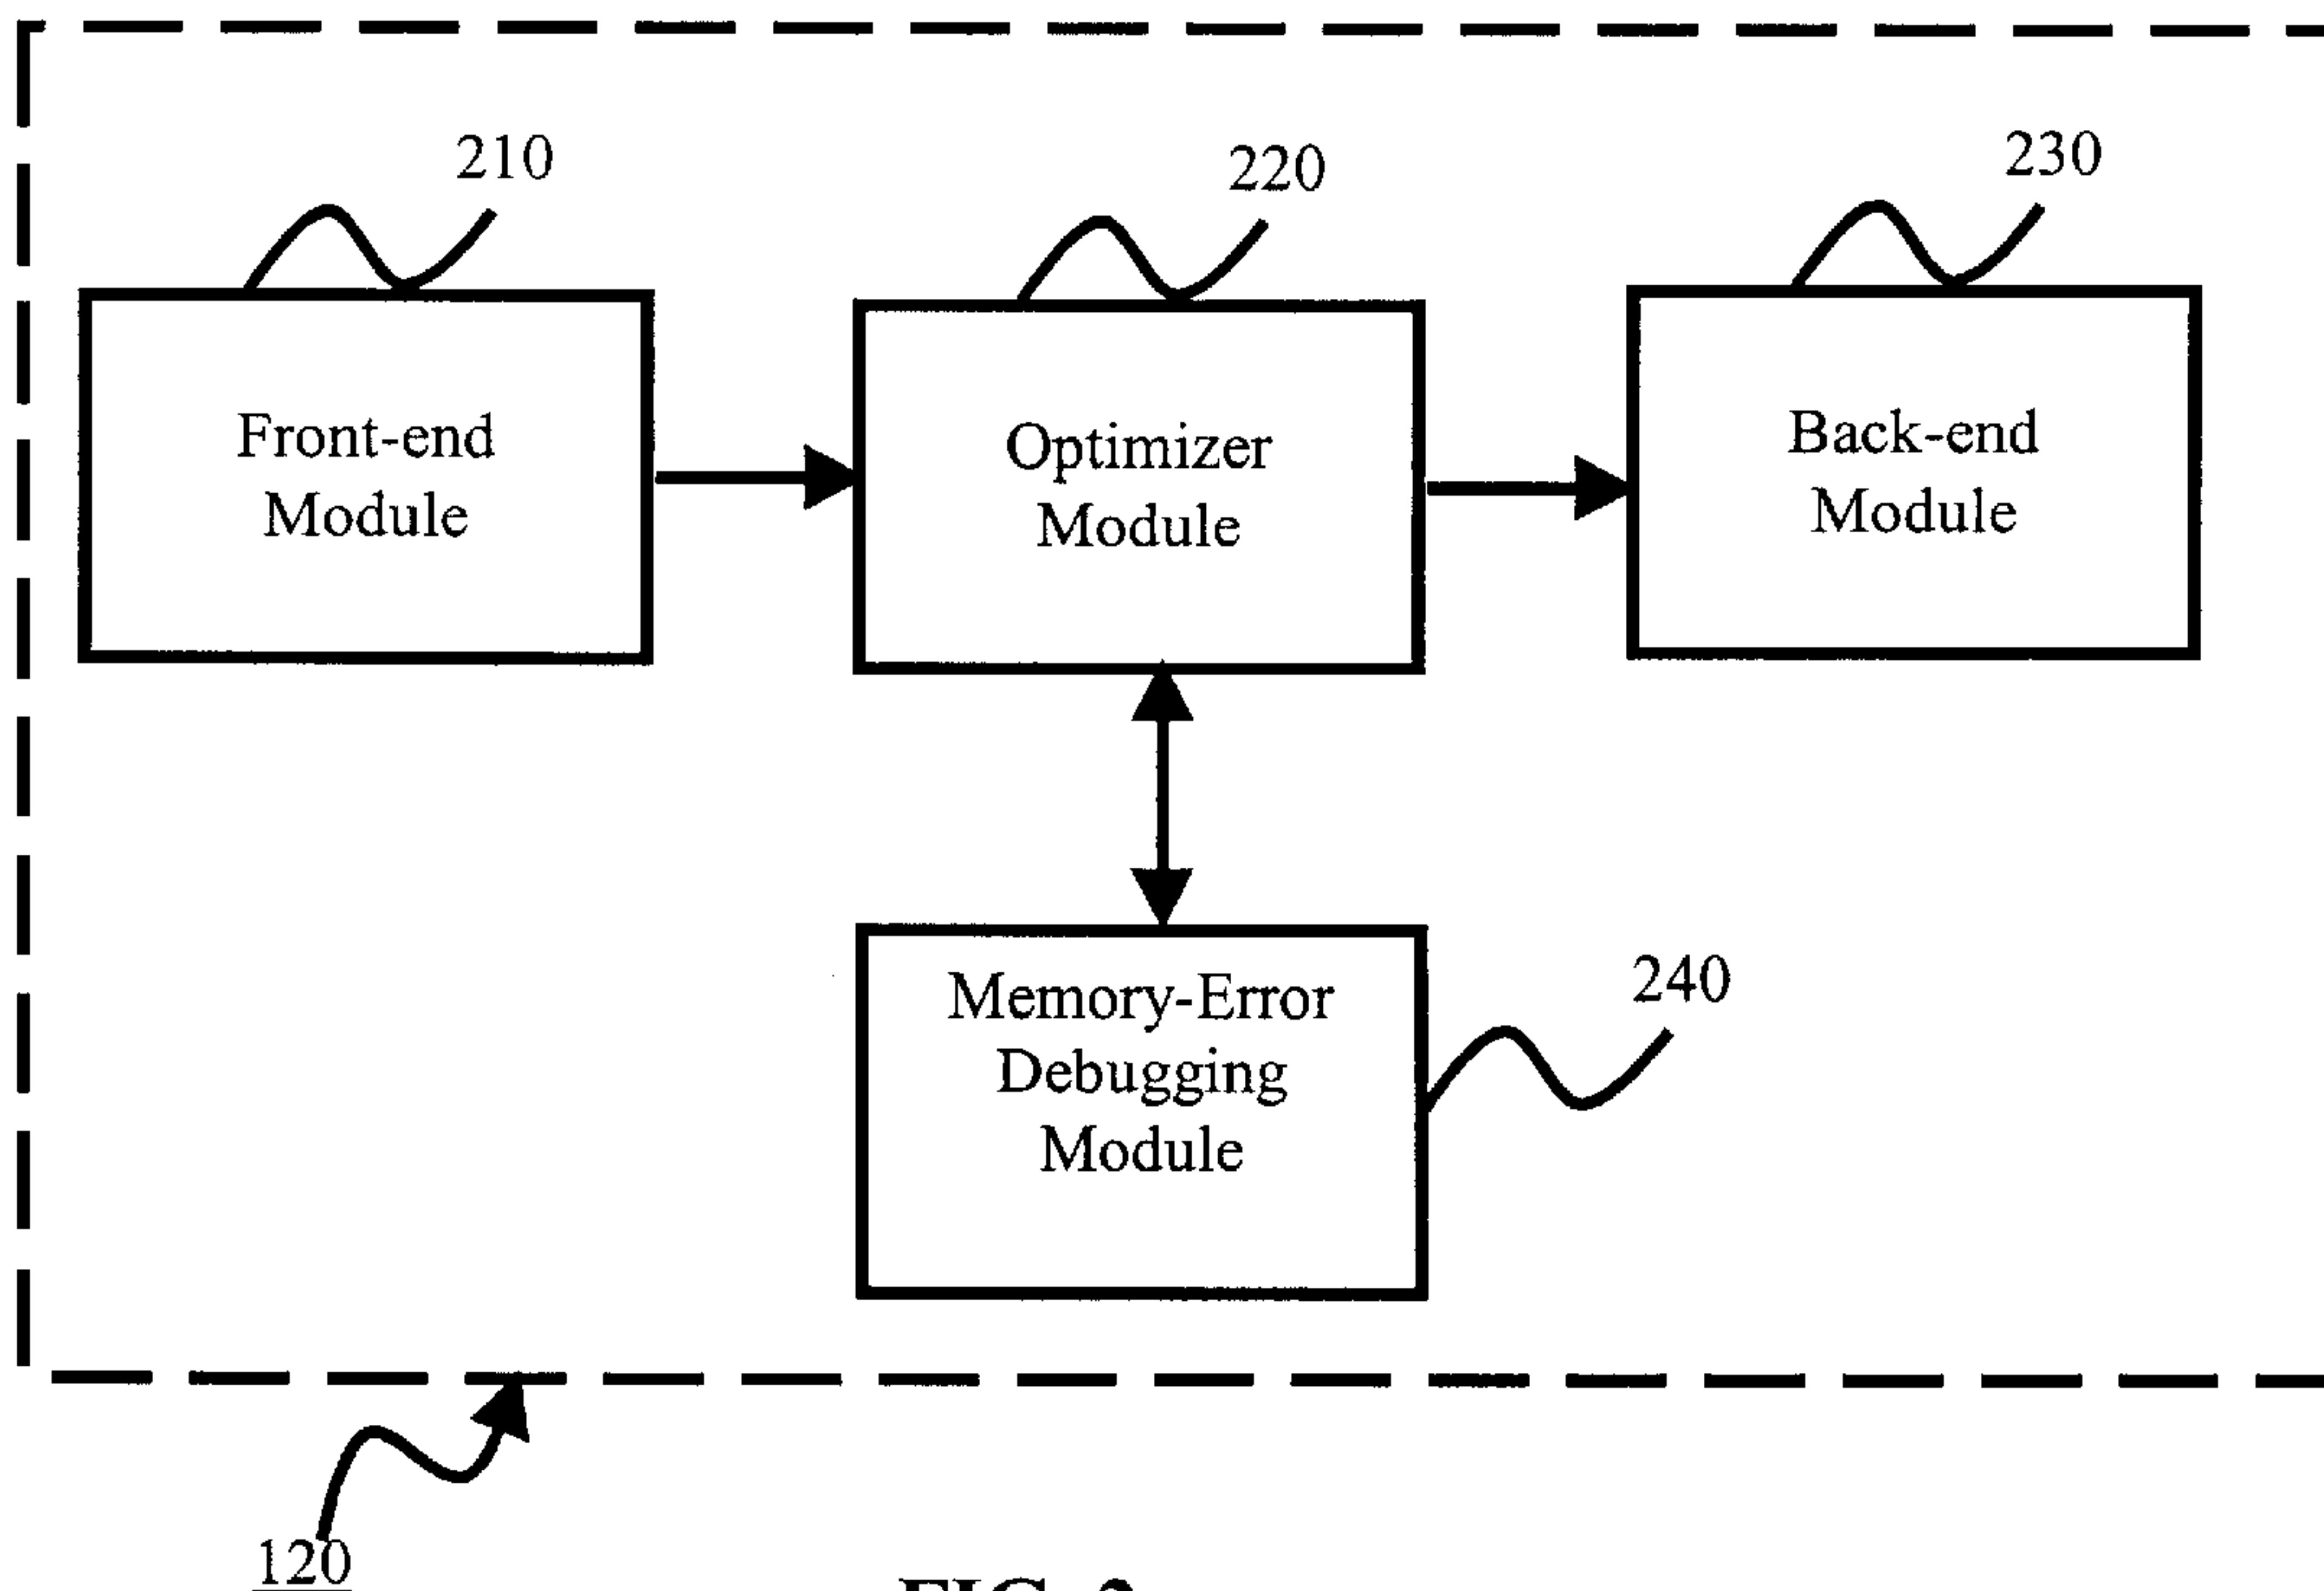 210
220
230
Front-end
Module
Optimizer
Module
Back-end
Module
Memory-Error
Debugging
Module
240
120